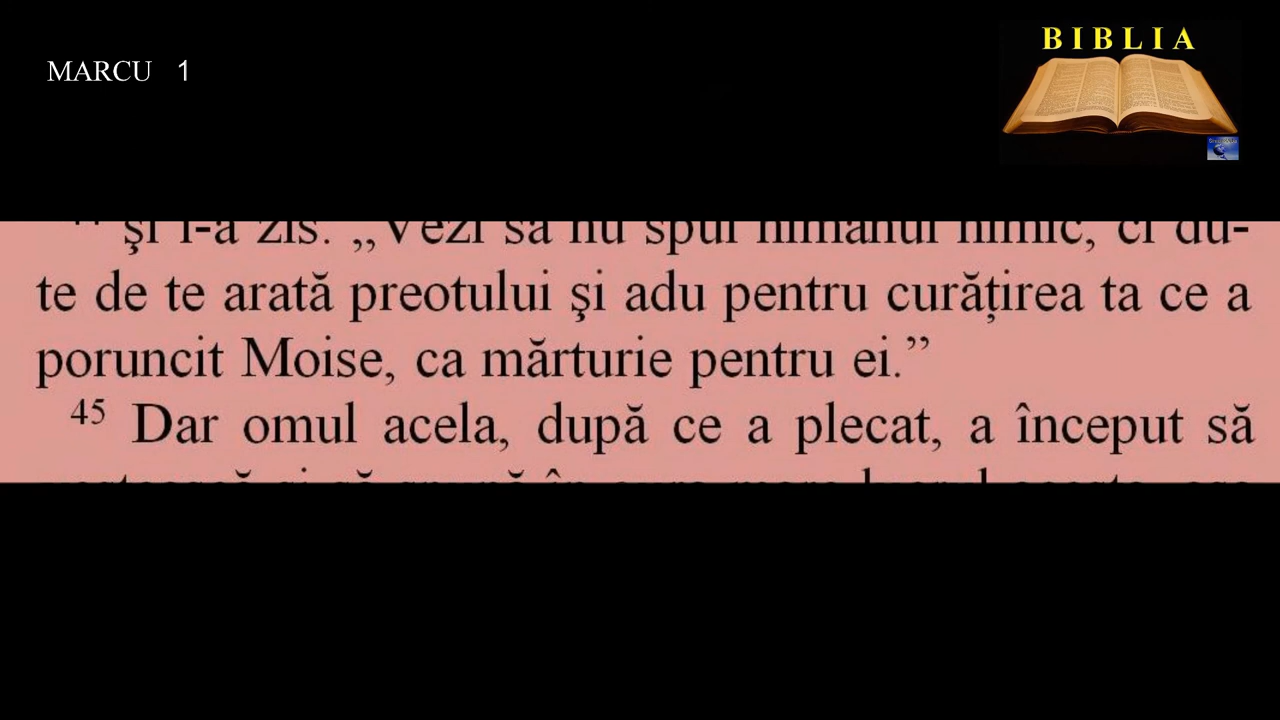 BIBLIA
MARCU 1
şi i-a zis: „Vezi să nu spui nimănui nimic, ci du-
te de te arată preotului şi adu pentru curăţirea ta ce a
poruncit Moise, ca mărturie pentru ei.”
45 Dar omul acela, după ce a plecat, a început să